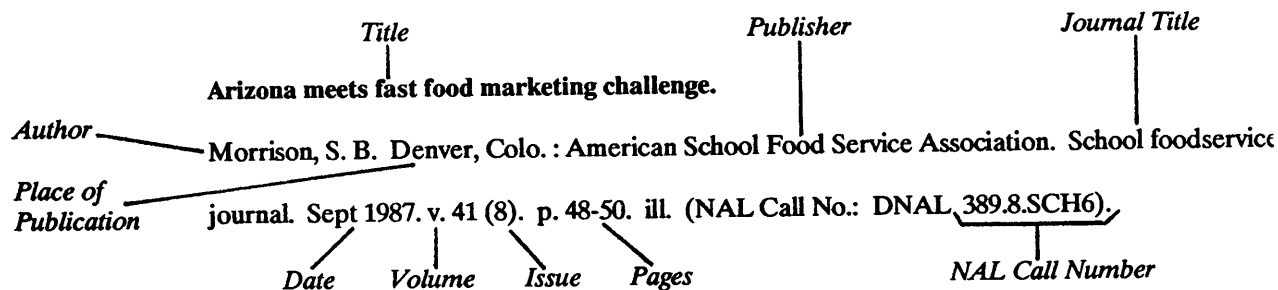 Title Publisher Journal Title
Arizona meets fast food marketing challenge.
Author
Morrison, S. B. Denver, Colo. : American School Food Service Association. School foodservice
Place of
Publication
journal. Sept 1987. v. 41 (8). p. 48-50. ill. (NAL Call No.: DNAL 389.8.SCH6).
Date Volume Issue Pages NAL Call Number